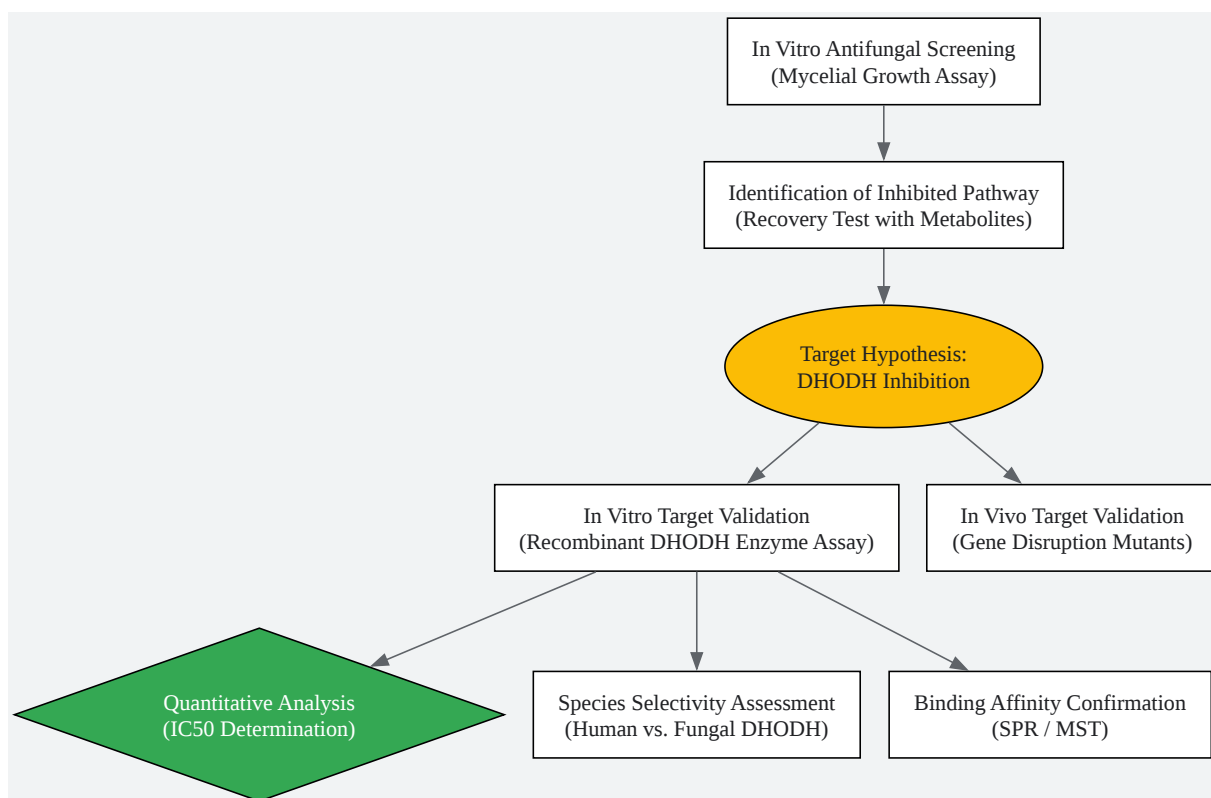 In Vitro Antifungal Screening
(Mycelial Growth Assay)
Identification of Inhibited Pathway
(Recovery Test with Metabolites)
Target Hypothesis:
DHODH Inhibition
In Vitro Target Validation
(Recombinant DHODH Enzyme Assay)
In Vivo Target Validation
(Gene Disruption Mutants)
Quantitative Analysis
(IC50 Determination)
Species Selectivity Assessment
(Human vs. Fungal DHODH)
Binding Affinity Confirmation
(SPR / MST)